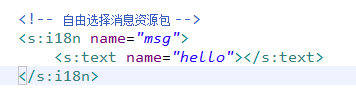 <!-- 自由选择消息资源包 -->
<s:i18n name="msg">
<s:text name="hello"></s:text>
</s:i18n>